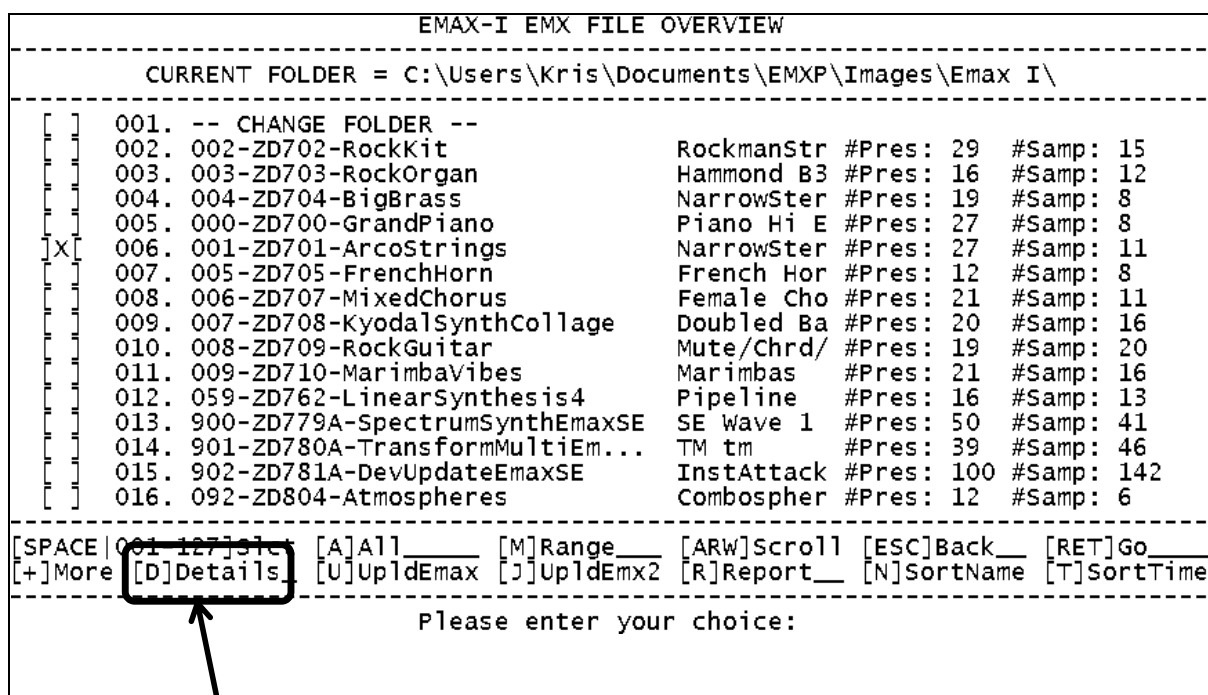 EMAX-I EMX FILE OVERVIEW
CURRENT FOLDER = C:\Users\Kris\Documents\EMXP\Images\Emax I\
[ ] 001. -- CHANGE FOLDER --
[ ] 002. 002-ZD702-RockKit RockmanStr #Pres: 29 #Samp: 15
[ ] 003. 003-ZD703-RockOrgan Hammond B3 #Pres: 16 #Samp: 12
[ ] 004. 004-ZD704-BigBrass NarrowSter #Pres: 19 #Samp: 8
[ ] 005. 000-ZD700-GrandPiano Piano Hi E #Pres: 27 #Samp: 8
]X[ 006. 001-ZD701-ArcoStrings NarrowSter #Pres: 27 #Samp: 11
[ ] 007. 005-ZD705-FrenchHorn French Hor #Pres: 12 #Samp: 8
[ ] 008. 006-ZD707-MixedChorus Female Cho #Pres: 21 #Samp: 11
[ ] 009. 007-ZD708-KyodalSynthCollage Doubled Ba #Pres: 20 #Samp: 16
[ ] 010. 008-ZD709-RockGuitar Mute/Chrd/ #Pres: 19 #Samp: 20
[ ] 011. 009-ZD710-MarimbaVibes Marimbas #Pres: 21 #Samp: 16
[ ] 012. 059-ZD762-LinearSynthesis4 Pipeline #Pres: 16 #Samp: 13
[ ] 013. 900-ZD779A-SpectrumSynthEmaxSE SE Wave 1 #Pres: 50 #Samp: 41
[ ] 014. 901-ZD780A-TransformMultiEm... TM tm #Pres: 39 #Samp: 46
[ ] 015. 902-ZD781A-DevUpdateEmaxSE InstAttack #Pres: 100 #Samp: 142
[ ] 016. 092-ZD804-Atmospheres Combospher #Pres: 12 #Samp: 6
[SPACE|001-127]Slct [A]All______ [M]Range___ [ARW]Scroll [ESC]Back__ [RET]Go_____
[+]More [D]Details_ [U]UpldEmax [J]UpldEmx2 [R]Report__ [N]SortName [T]SortTime
Please enter your choice: